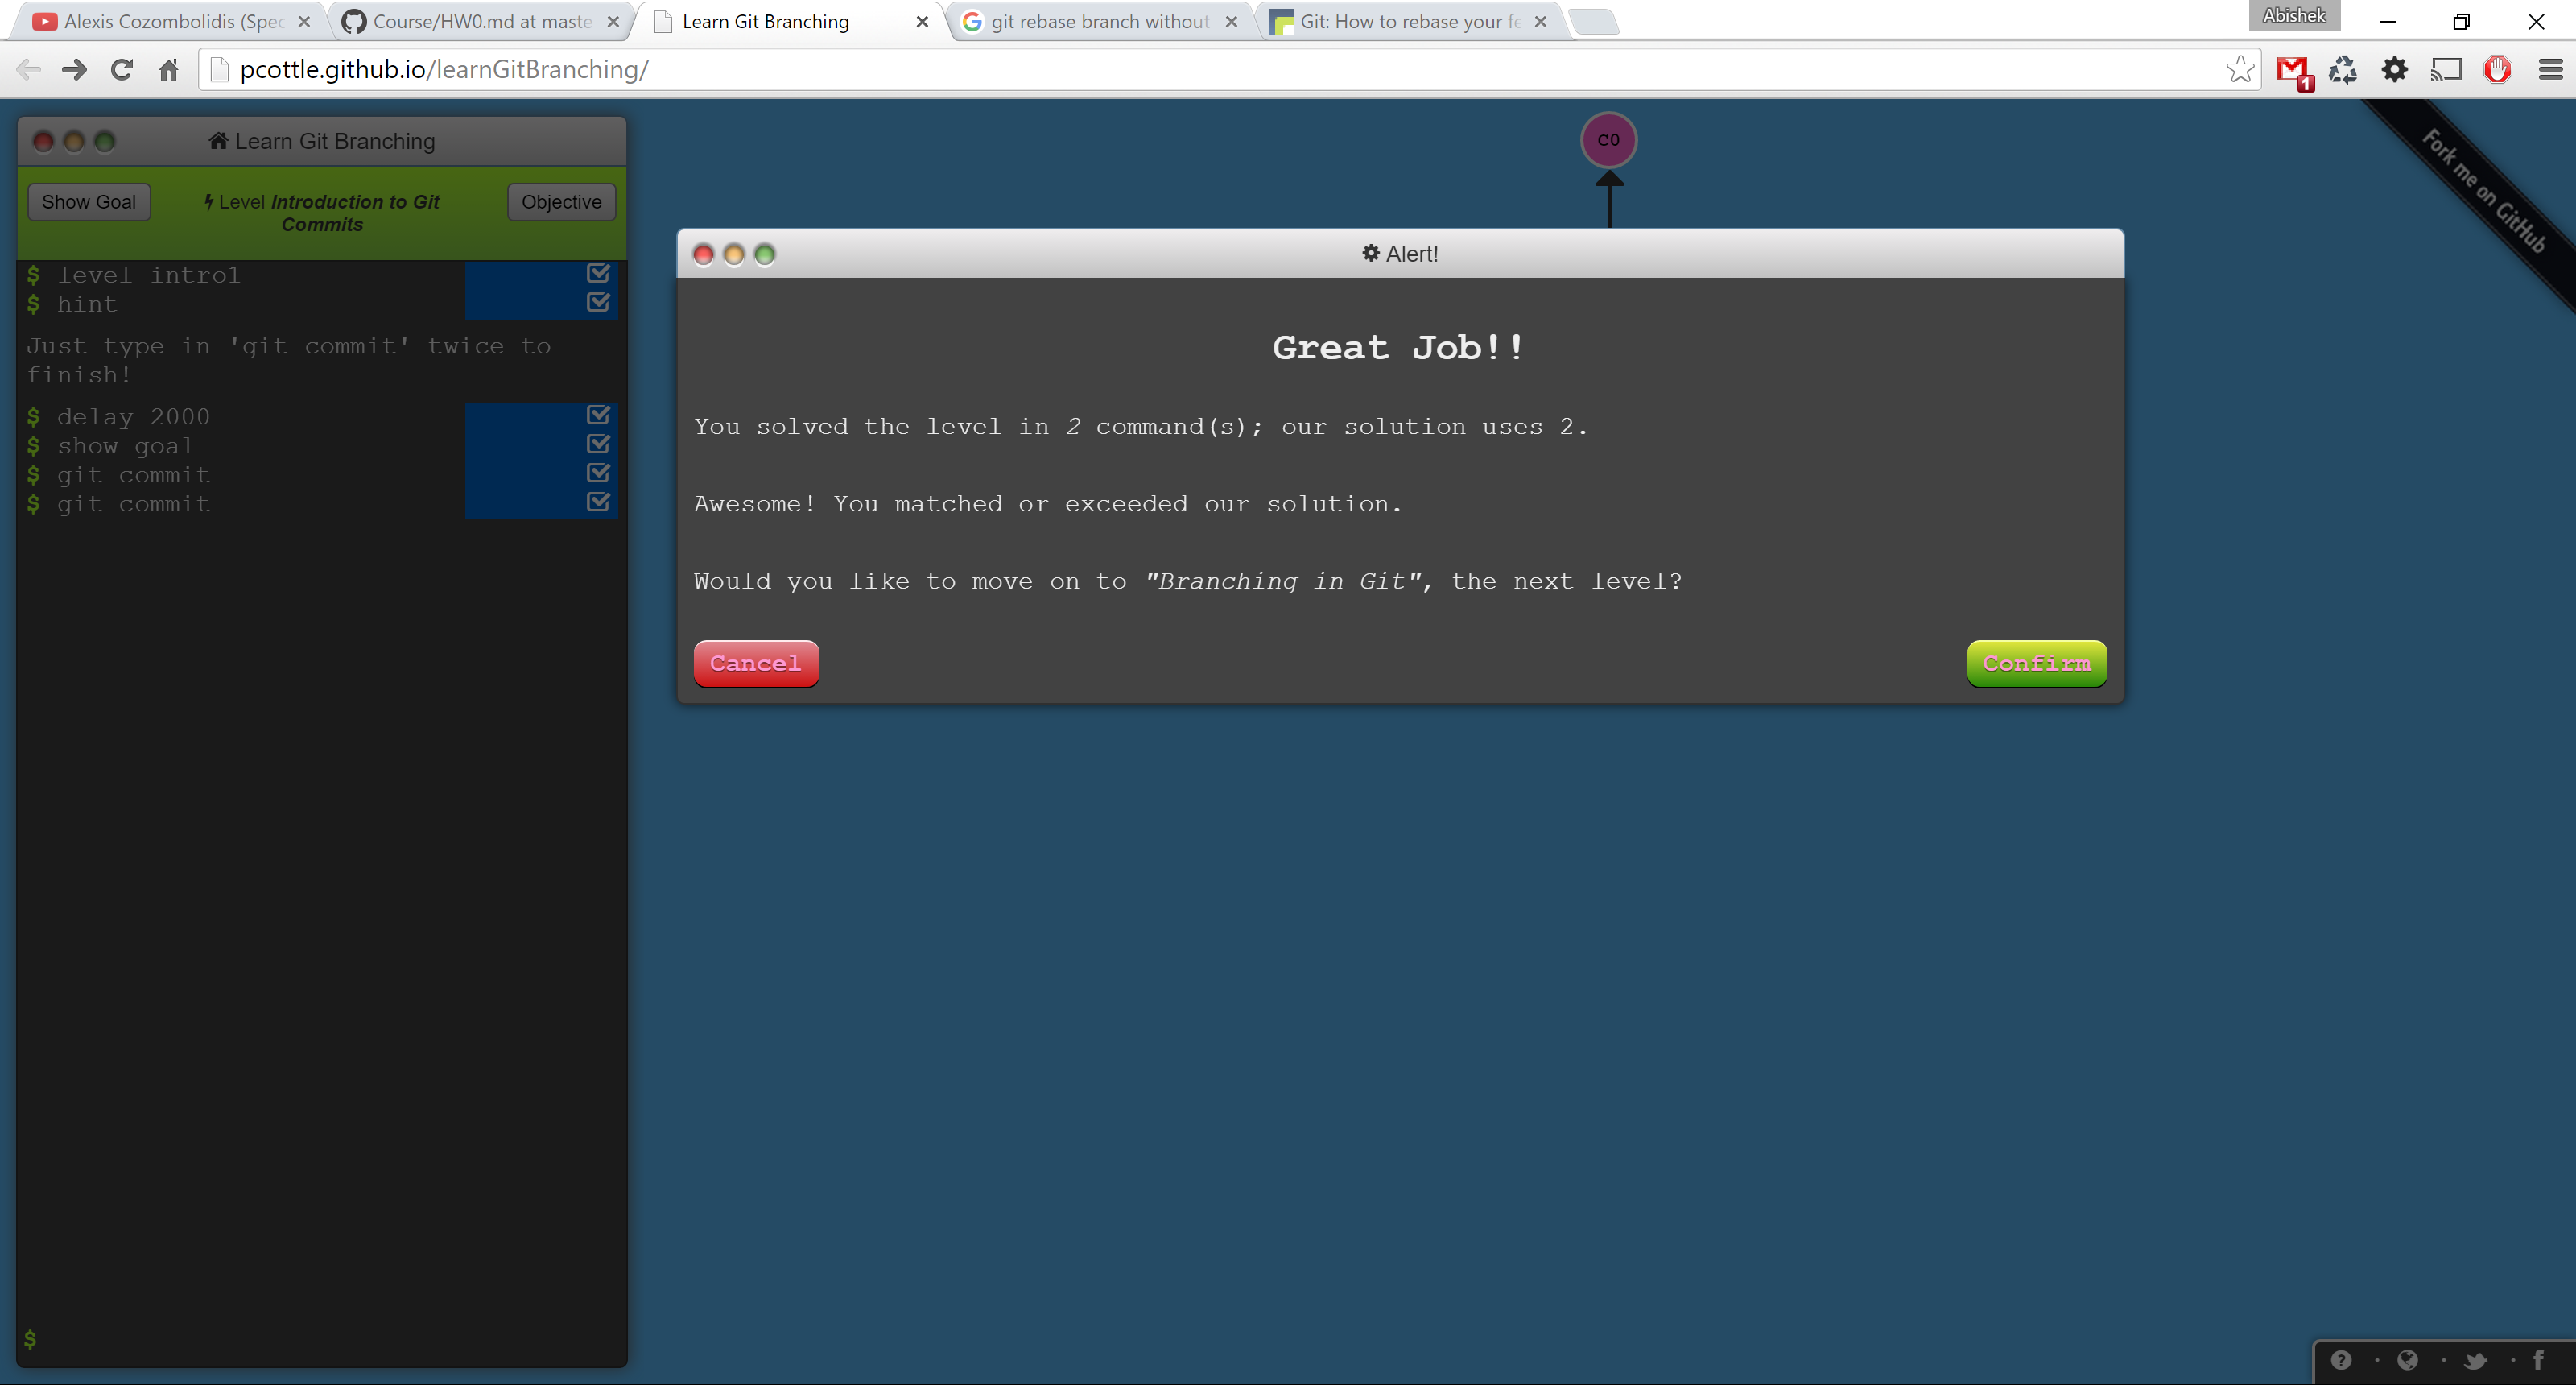 Alexis Cozombolidis (Spec
Course/HW0.md at maste
Learn Git Branching
git rebase branch without
Git: How to rebase your fe
Abishek
pcottle.github.io/learnGitBranching/
1
Learn Git Branching
Show Goal
Level Introduction to Git
Commits
Objective
$ level intro1
$ hint
Just type in 'git commit' twice to
finish!
$ delay 2000
$ show goal
$ git commit
$ git commit
$
C0
Fork me on GitHub
Alert!
Great Job!!
You solved the level in 2 command(s); our solution uses 2.
Awesome! You matched or exceeded our solution.
Would you like to move on to "Branching in Git", the next level?
Cancel
Confirm